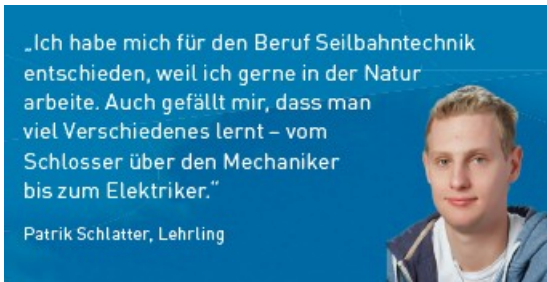 „Ich habe mich für den Beruf Seilbahntechnik
entschieden, weil ich gerne in der Natur
arbeite. Auch gefällt mir, dass man
viel Verschiedenes lernt – vom
Schlosser über den Mechaniker
bis zum Elektriker.“
Patrik Schlatter, Lehrling